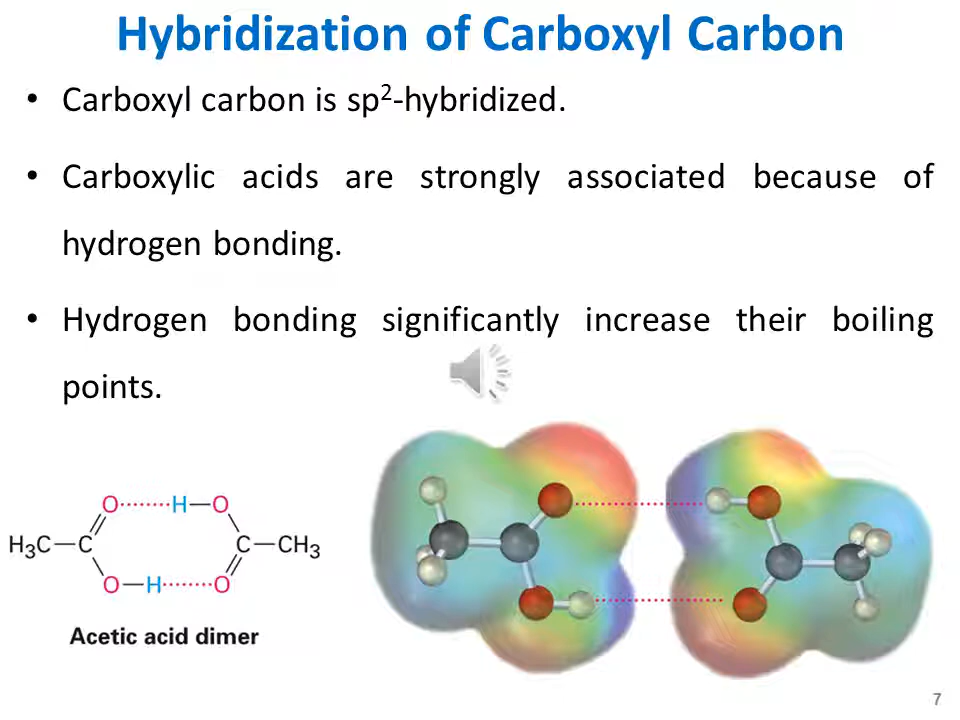 Hybridization of Carboxyl Carbon
• Carboxyl carbon is sp²-hybridized.
• Carboxylic acids are strongly associated because of
hydrogen bonding.
• Hydrogen bonding significantly increase their boiling
points.
O H—O
H₃C—C C—CH₃
O—H O
Acetic acid dimer
7